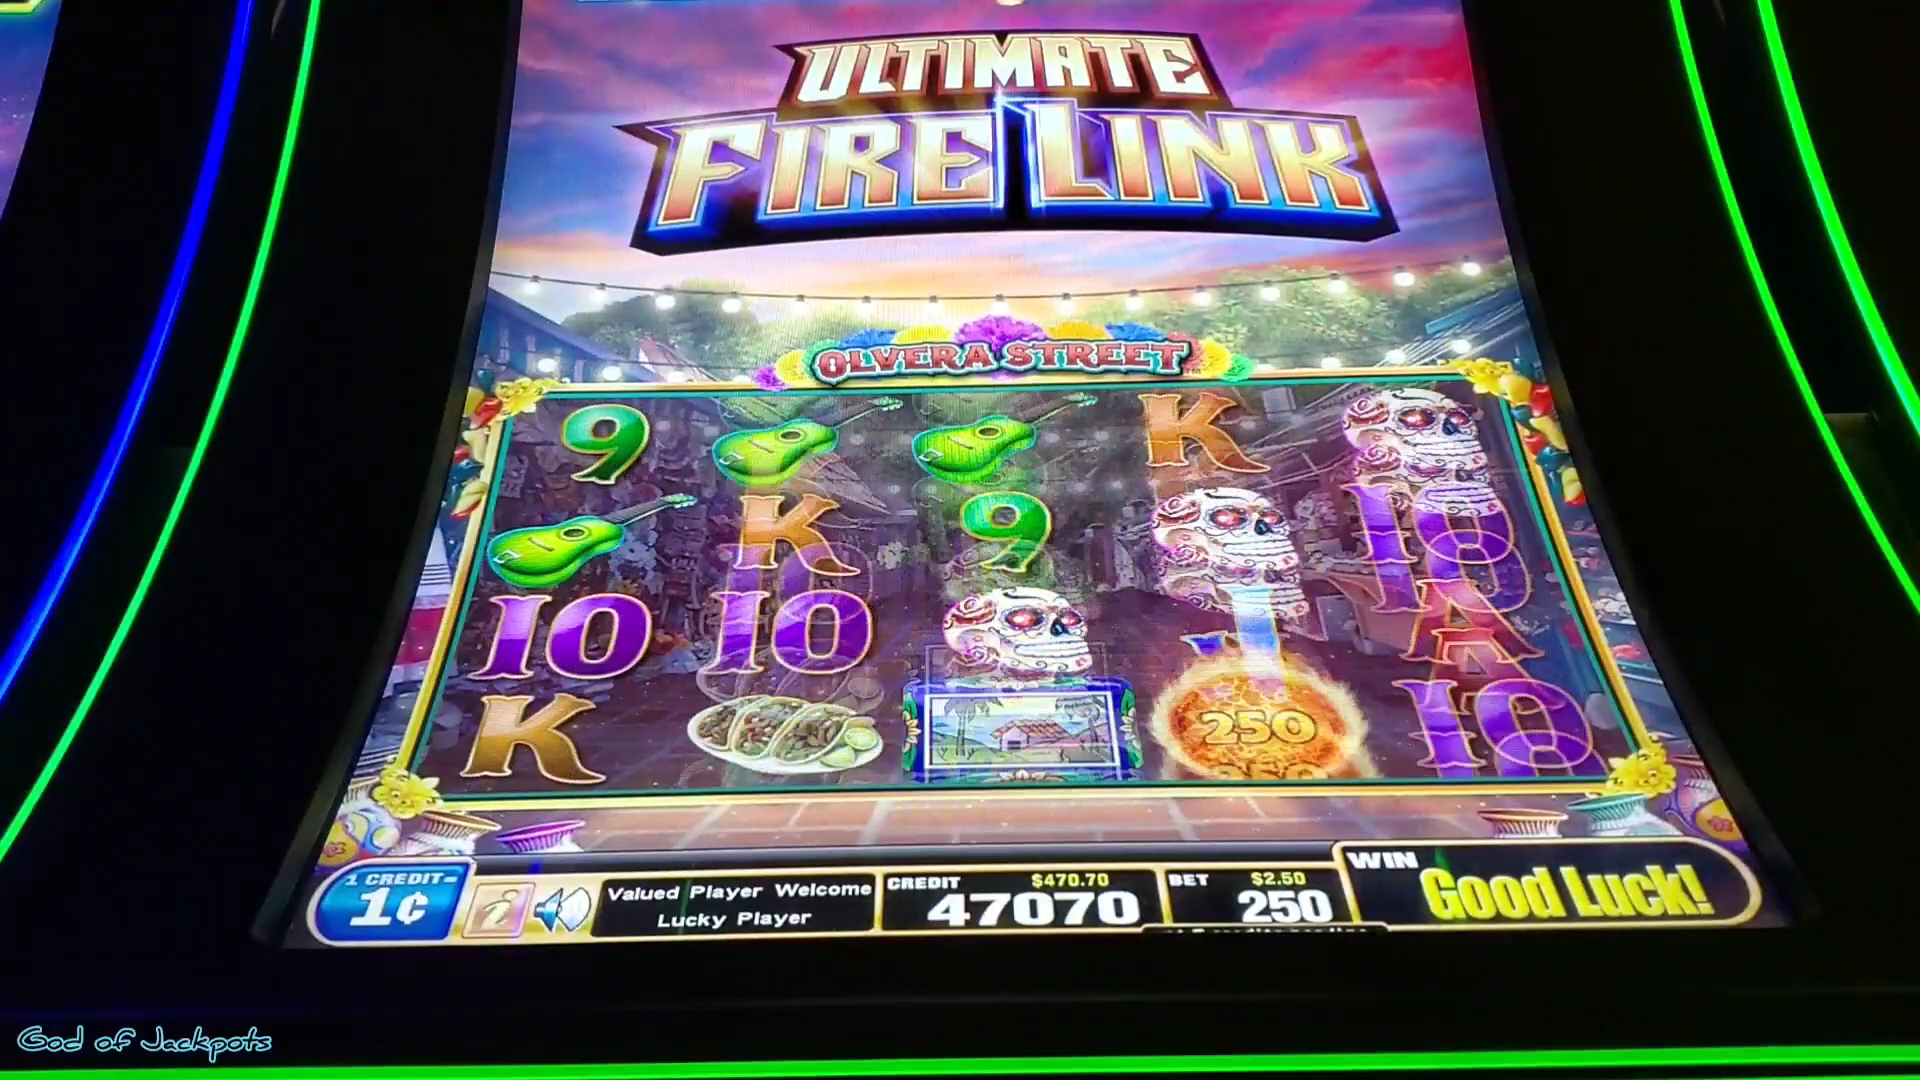 ULTIMATE
FIRE LINK
OLVERA STREET
9 K
K 9 10
10 10
K 250 10
1 CREDIT=
1¢
i
Valued Player Welcome
Lucky Player
CREDIT $470.70
47070
BET $2.50
250
WIN
Good Luck!
God of Jackpots